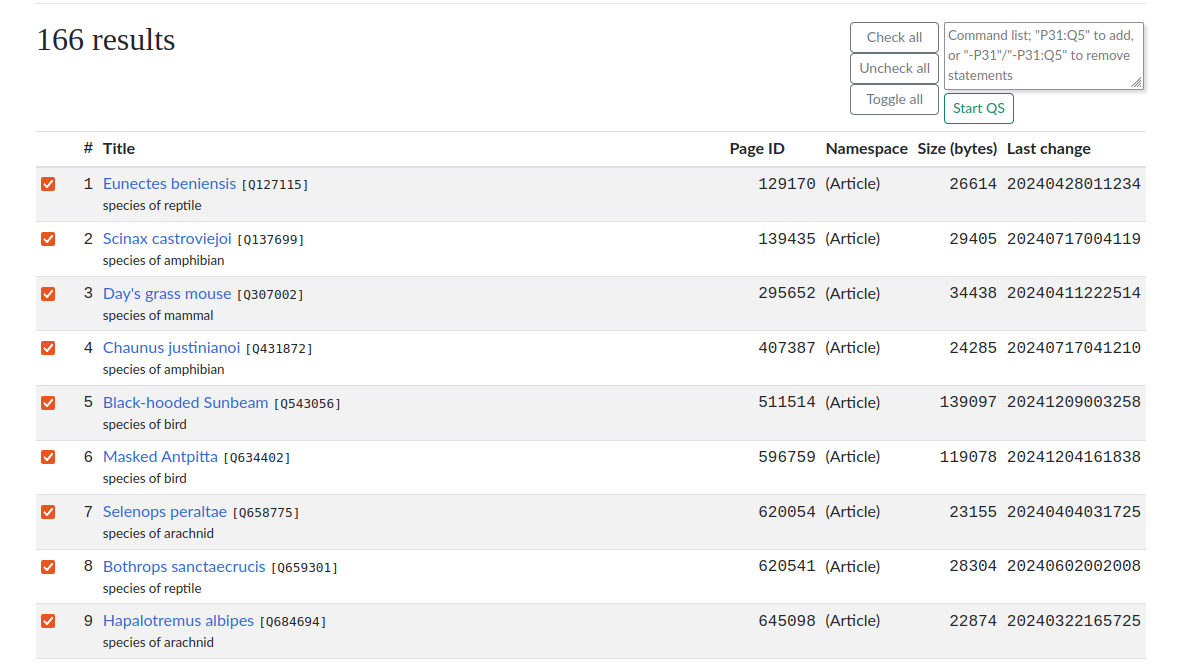 166 results
Check all
Uncheck all
Toggle all
Command list; "P31:Q5" to add,
or "-P31"/"-P31:Q5" to remove
statements
Start QS
# Title Page ID Namespace Size (bytes) Last change
1 Eunectes beniensis [Q127115] 129170 (Article) 26614 20240428011234
species of reptile
2 Scinax castroviejoi [Q137699] 139435 (Article) 29405 20240717004119
species of amphibian
3 Day's grass mouse [Q307002] 295652 (Article) 34438 20240411222514
species of mammal
4 Chaunus justinianoi [Q431872] 407387 (Article) 24285 20240717041210
species of amphibian
5 Black-hooded Sunbeam [Q543056] 511514 (Article) 139097 20241209003258
species of bird
6 Masked Antpitta [Q634402] 596759 (Article) 119078 20241204161838
species of bird
7 Selenops peraltae [Q658775] 620054 (Article) 23155 20240404031725
species of arachnid
8 Bothrops sanctaecrucis [Q659301] 620541 (Article) 28304 20240602002008
species of reptile
9 Hapalotremus albipes [Q684694] 645098 (Article) 22874 20240322165725
species of arachnid